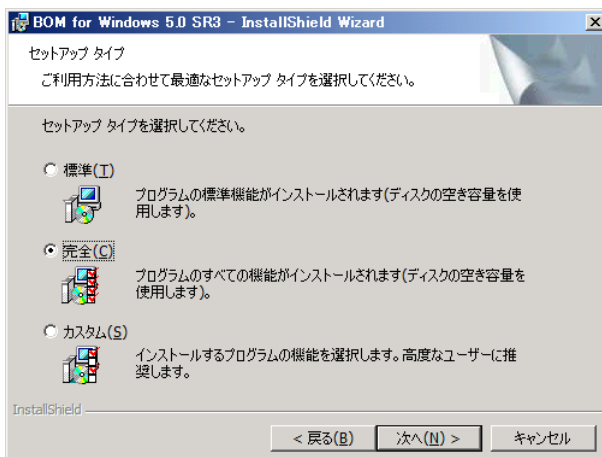 BOM for Windows 5.0 SR3 - InstallShield Wizard
セットアップ タイプ
ご利用方法に合わせて最適なセットアップ タイプを選択してください。
セットアップ タイプを選択してください。
標準(T)
プログラムの標準機能がインストールされます(ディスクの空き容量を使
用します)。
完全(C)
プログラムのすべての機能がインストールされます(ディスクの空き容量を
使用します)。
カスタム(S)
インストールするプログラムの機能を選択します。高度なユーザーに推
奨します。
InstallShield
< 戻る(B) 次へ(N) > キャンセル